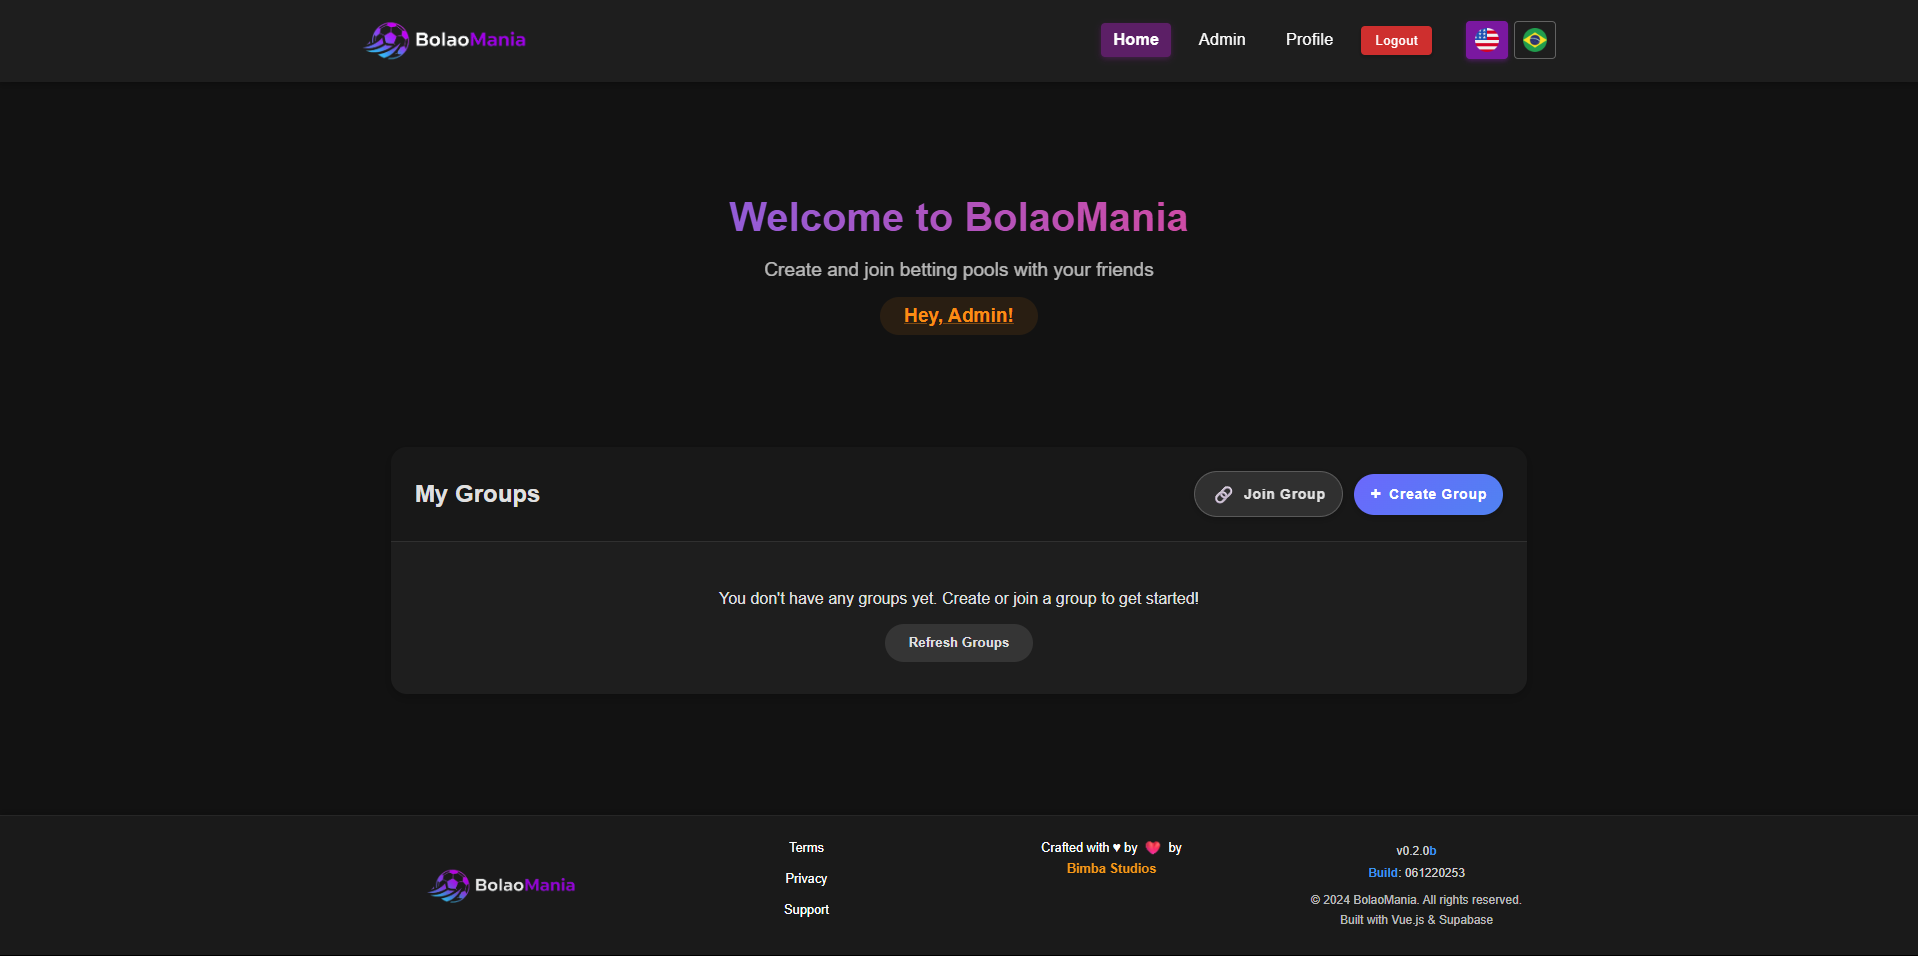 BolaoMania
Home
Admin
Profile
Logout
Welcome to BolaoMania
Create and join betting pools with your friends
Hey, Admin!
My Groups
Join Group
+ Create Group
You don't have any groups yet. Create or join a group to get started!
Refresh Groups
BolaoMania
Terms
Privacy
Support
Crafted with ♥ by ❤️ by
Bimba Studios
v0.2.0b
Build: 061220253
© 2024 BolaoMania. All rights reserved.
Built with Vue.js & Supabase